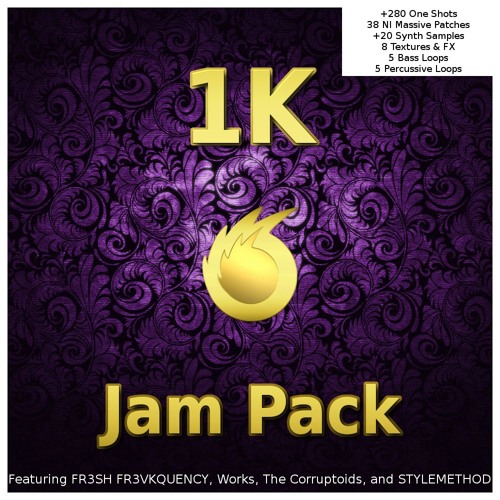 +280 One Shots
38 NI Massive Patches
+20 Synth Samples
8 Textures & FX
5 Bass Loops
5 Percussive Loops
1K
Jam Pack
Featuring FR3SH FR3VKQUENCY, Works, The Corruptoids, and STYLEMETHOD